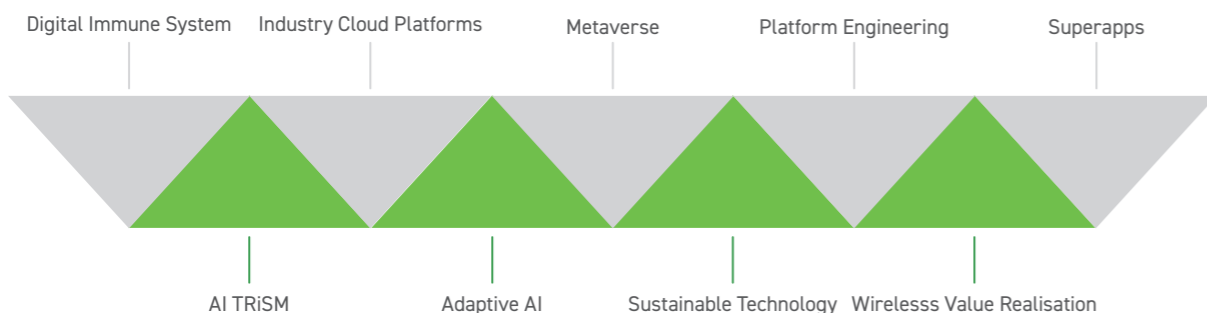 Digital Immune System
Industry Cloud Platforms
Metaverse
Platform Engineering
Superapps
AI TRiSM
Adaptive AI
Sustainable Technology
Wirelesss Value Realisation